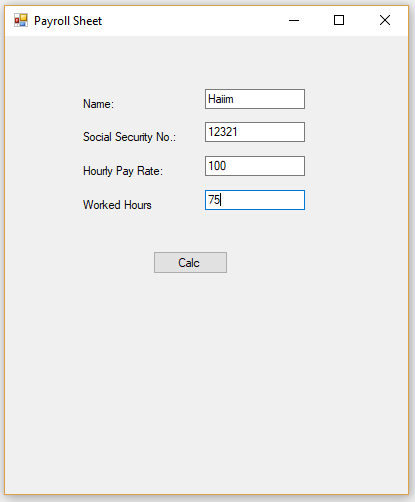 Payroll Sheet
Name: Haiim
Social Security No.: 12321
Hourly Pay Rate: 100
Worked Hours 75
Calc